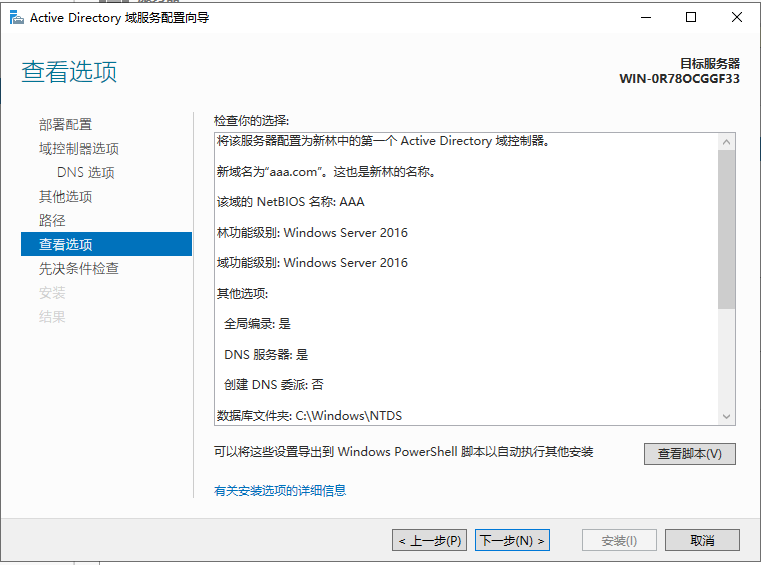 Active Directory 域服务配置向导
查看选项
目标服务器
WIN-0R78OCGGF33
部署配置
域控制器选项
DNS 选项
其他选项
路径
查看选项
先决条件检查
安装
结果
检查你的选择:
将该服务器配置为新林中的第一个 Active Directory 域控制器。
新域名为“aaa.com”。这也是新林的名称。
该域的 NetBIOS 名称: AAA
林功能级别: Windows Server 2016
域功能级别: Windows Server 2016
其他选项:
全局编录: 是
DNS 服务器: 是
创建 DNS 委派: 否
数据库文件夹: C:\Windows\NTDS
可以将这些设置导出到 Windows PowerShell 脚本以自动执行其他安装
查看脚本(V)
有关安装选项的详细信息
< 上一步(P)
下一步(N) >
安装(I)
取消